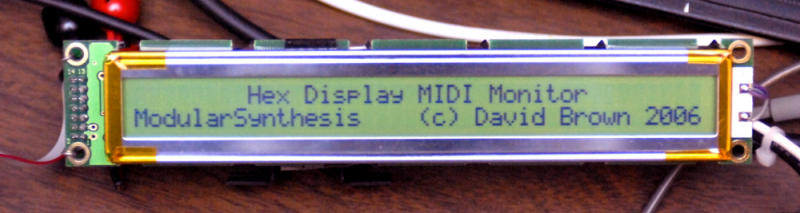 Hex Display MIDI Monitor
ModularSynthesis (c) David Brown 2006